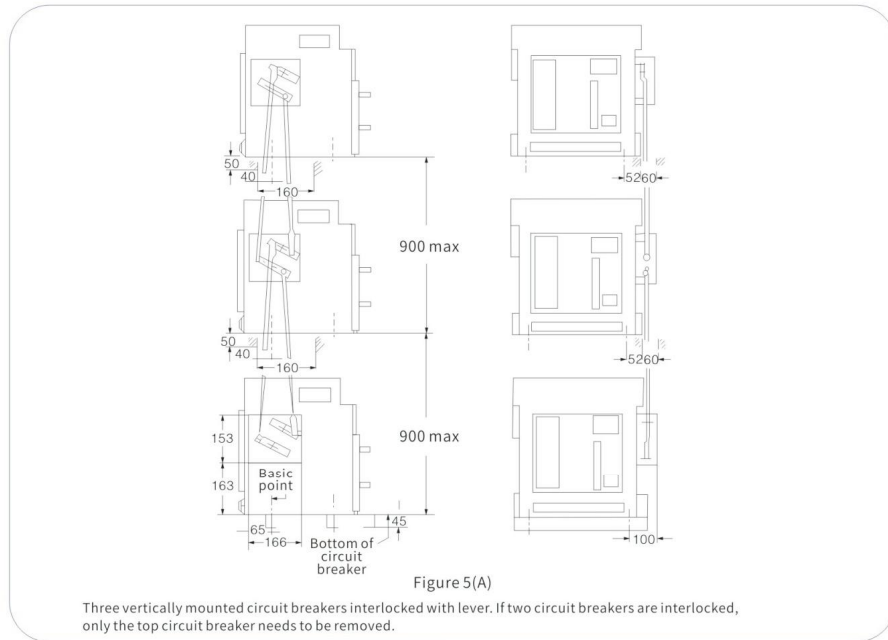 50
40
160
5260
900 max
50
40
160
5260
153
163
Basic
point
900 max
65
166
45
Bottom of
circuit
breaker
100
Figure 5(A)
Three vertically mounted circuit breakers interlocked with lever. If two circuit breakers are interlocked,
only the top circuit breaker needs to be removed.